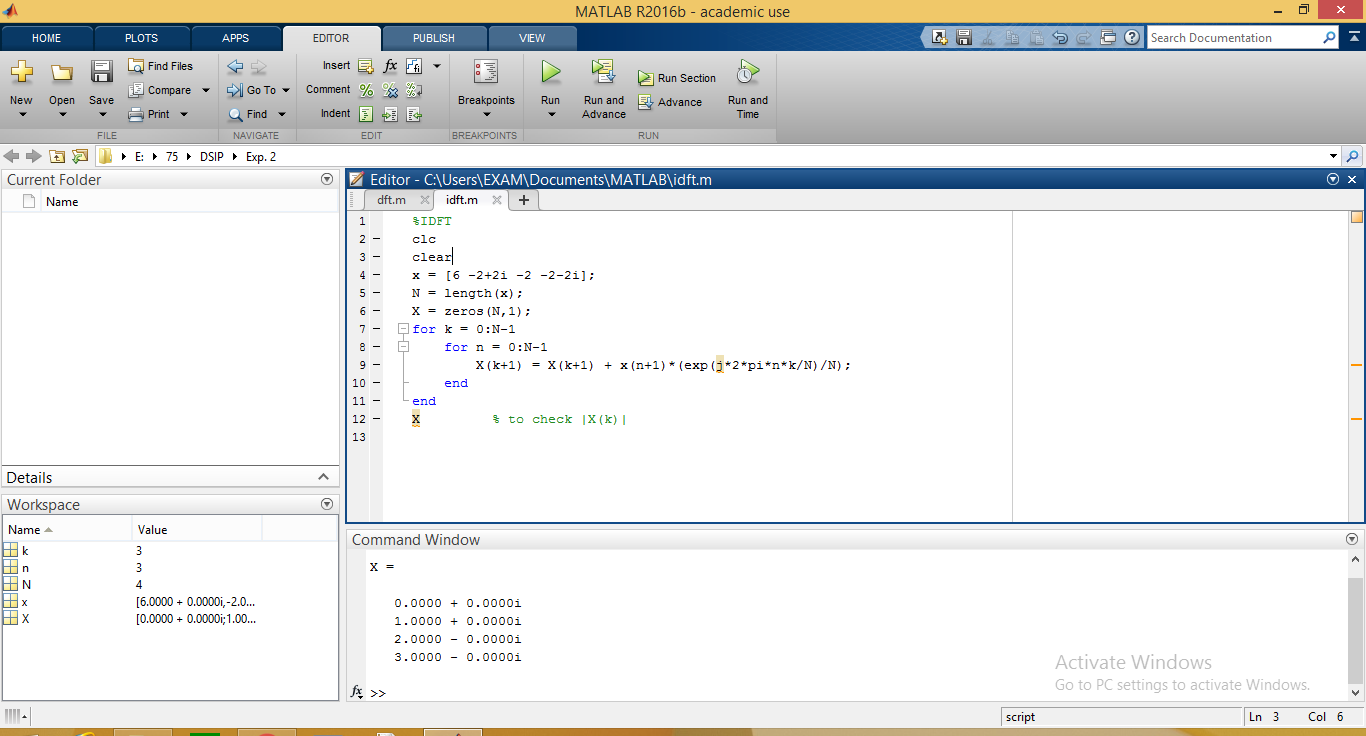 MATLAB R2016b - academic use
HOME PLOTS APPS EDITOR PUBLISH VIEW
Search Documentation
New Open Save Find Files Compare Print
FILE
Go To Find
NAVIGATE
Insert fx
Comment
Indent
EDIT
Breakpoints
BREAKPOINTS
Run Run and Advance Run Section Advance Run and Time
RUN
E: 75 DSIP Exp. 2
Current Folder
Name
Details
Workspace
Name Value
k 3
n 3
N 4
x [6.0000 + 0.0000i,-2.0...
X [0.0000 + 0.0000i;1.00...
Editor - C:\Users\EXAM\Documents\MATLAB\idft.m
dft.m idft.m
1 %IDFT
2 – clc
3 – clear
4 – x = [6 -2+2i -2 -2-2i];
5 – N = length(x);
6 – X = zeros(N,1);
7 – for k = 0:N-1
8 – for n = 0:N-1
9 – X(k+1) = X(k+1) + x(n+1)*(exp(j*2*pi*n*k/N)/N);
10 – end
11 – end
12 – X % to check |X(k)|
13
Command Window
X =
0.0000 + 0.0000i
1.0000 + 0.0000i
2.0000 - 0.0000i
3.0000 - 0.0000i
fx >>
Activate Windows
Go to PC settings to activate Windows.
script Ln 3 Col 6